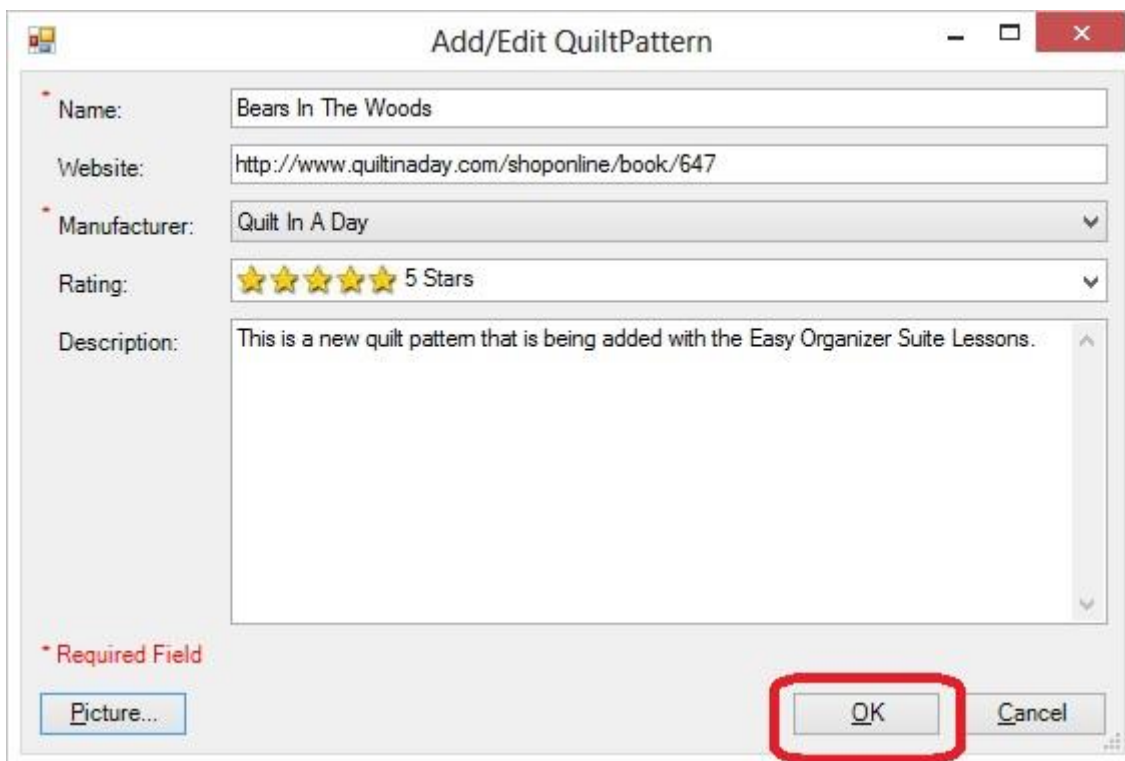 Add/Edit QuiltPattern
* Name: Bears In The Woods
Website: http://www.quiltinaday.com/shoponline/book/647
* Manufacturer: Quilt In A Day
Rating: 5 Stars
Description: This is a new quilt pattern that is being added with the Easy Organizer Suite Lessons.
* Required Field
Picture... OK Cancel